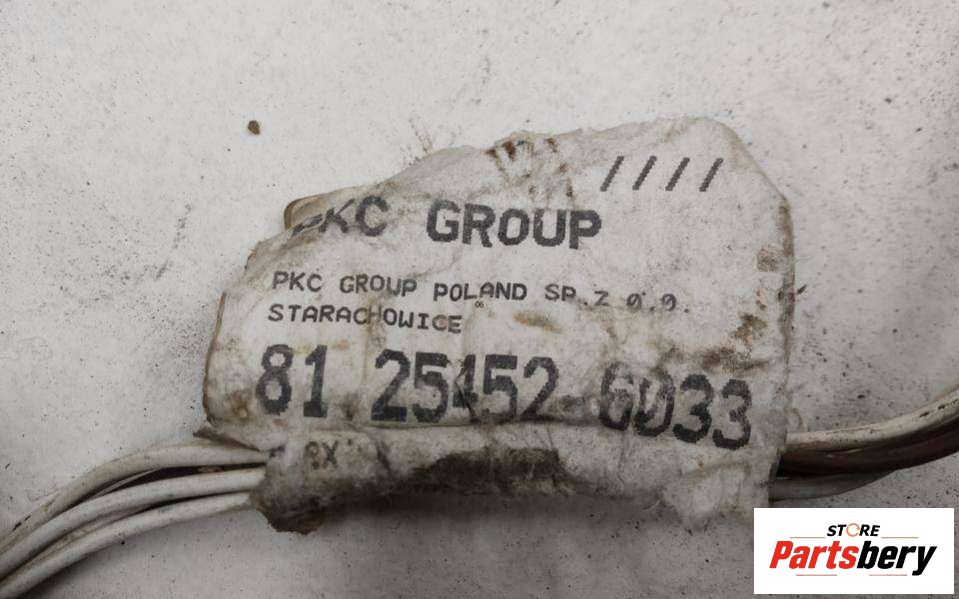 ////
PKC GROUP
PKC GROUP POLAND SP.Z O.O.
STARACHOWICE
81.25452-6033
STORE
Partsbery